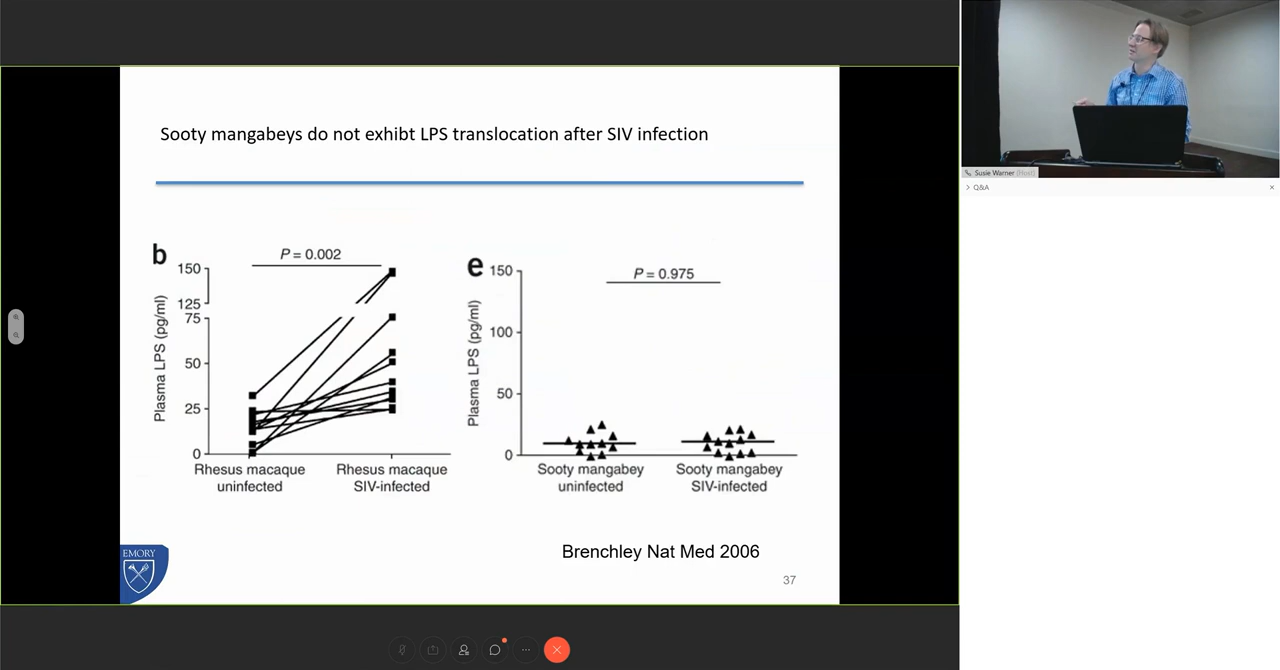 Sooty mangabeys do not exhibt LPS translocation after SIV infection
b
P = 0.002
150
125
75
50
25
0
Plasma LPS (pg/ml)
Rhesus macaque
uninfected
Rhesus macaque
SIV-infected
e
P = 0.975
150
100
50
0
Plasma LPS (pg/ml)
Sooty mangabey
uninfected
Sooty mangabey
SIV-infected
Brenchley Nat Med 2006
EMORY
37
Susie Warner (Host)
Q&A